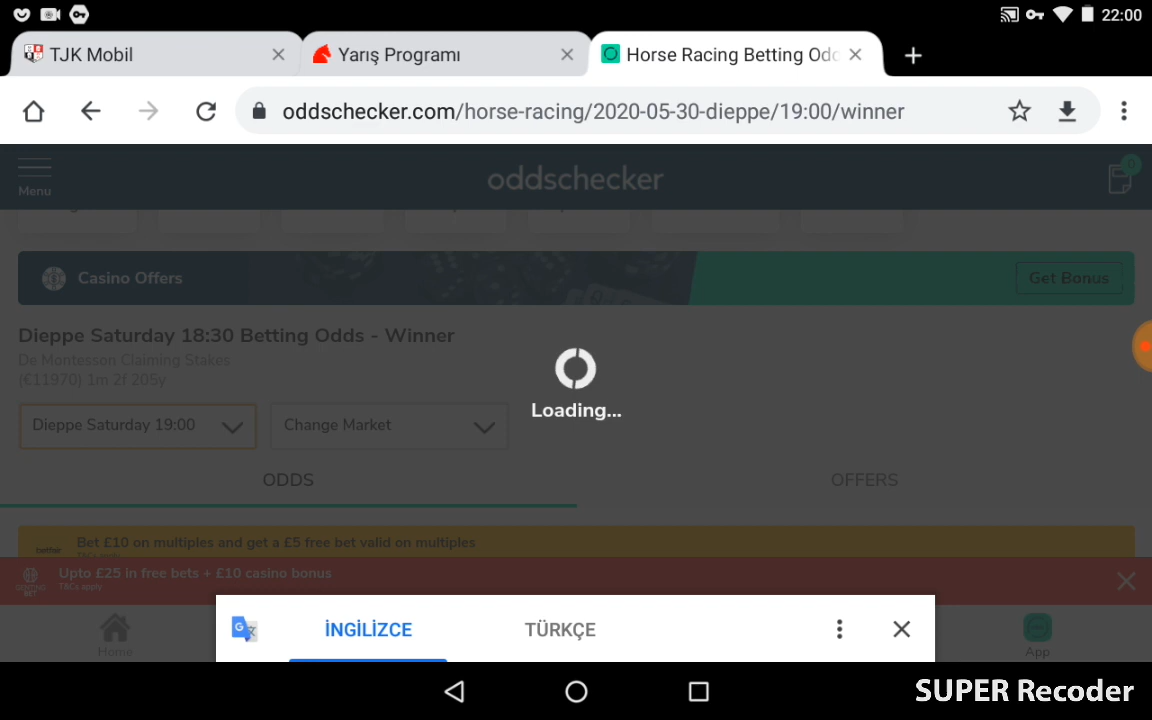 22:00
TJK Mobil
Yarış Programı
Horse Racing Betting Odd
oddschecker.com/horse-racing/2020-05-30-dieppe/19:00/winner
Menu
oddschecker
0
Casino Offers
Get Bonus
Dieppe Saturday 18:30 Betting Odds - Winner
De Montesson Claiming Stakes
(€11970) 1m 2f 205y
Loading...
Dieppe Saturday 19:00
Change Market
ODDS
OFFERS
Bet £10 on multiples and get a £5 free bet valid on multiples
betfair
T&Cs apply
Upto £25 in free bets + £10 casino bonus
T&Cs apply
İNGİLİZCE
TÜRKÇE
Home
App
SUPER Recorder